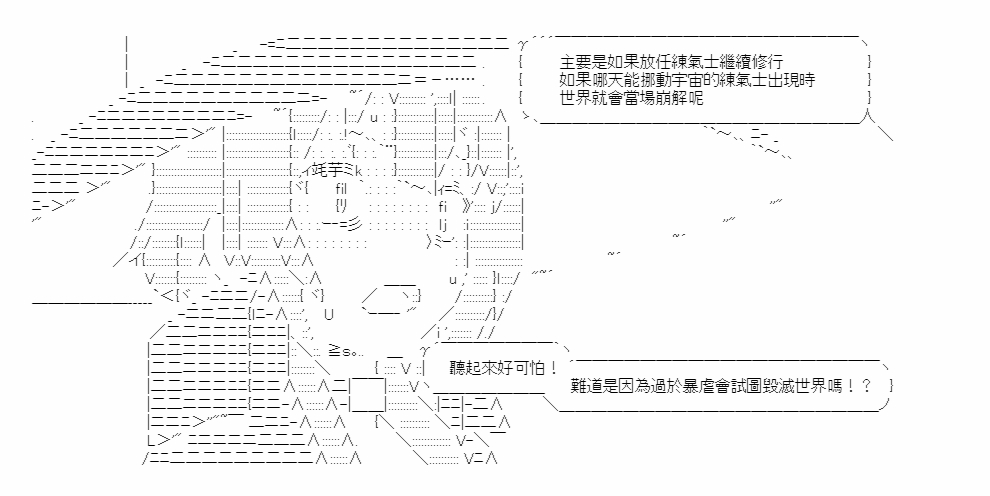 主要是如果放任練氣士繼續修行
如果哪天能挪動宇宙的練氣士出現時
世界就會當場崩解呢
聽起來好可怕！
難道是因為過於暴虐會試圖毀滅世界嗎！？